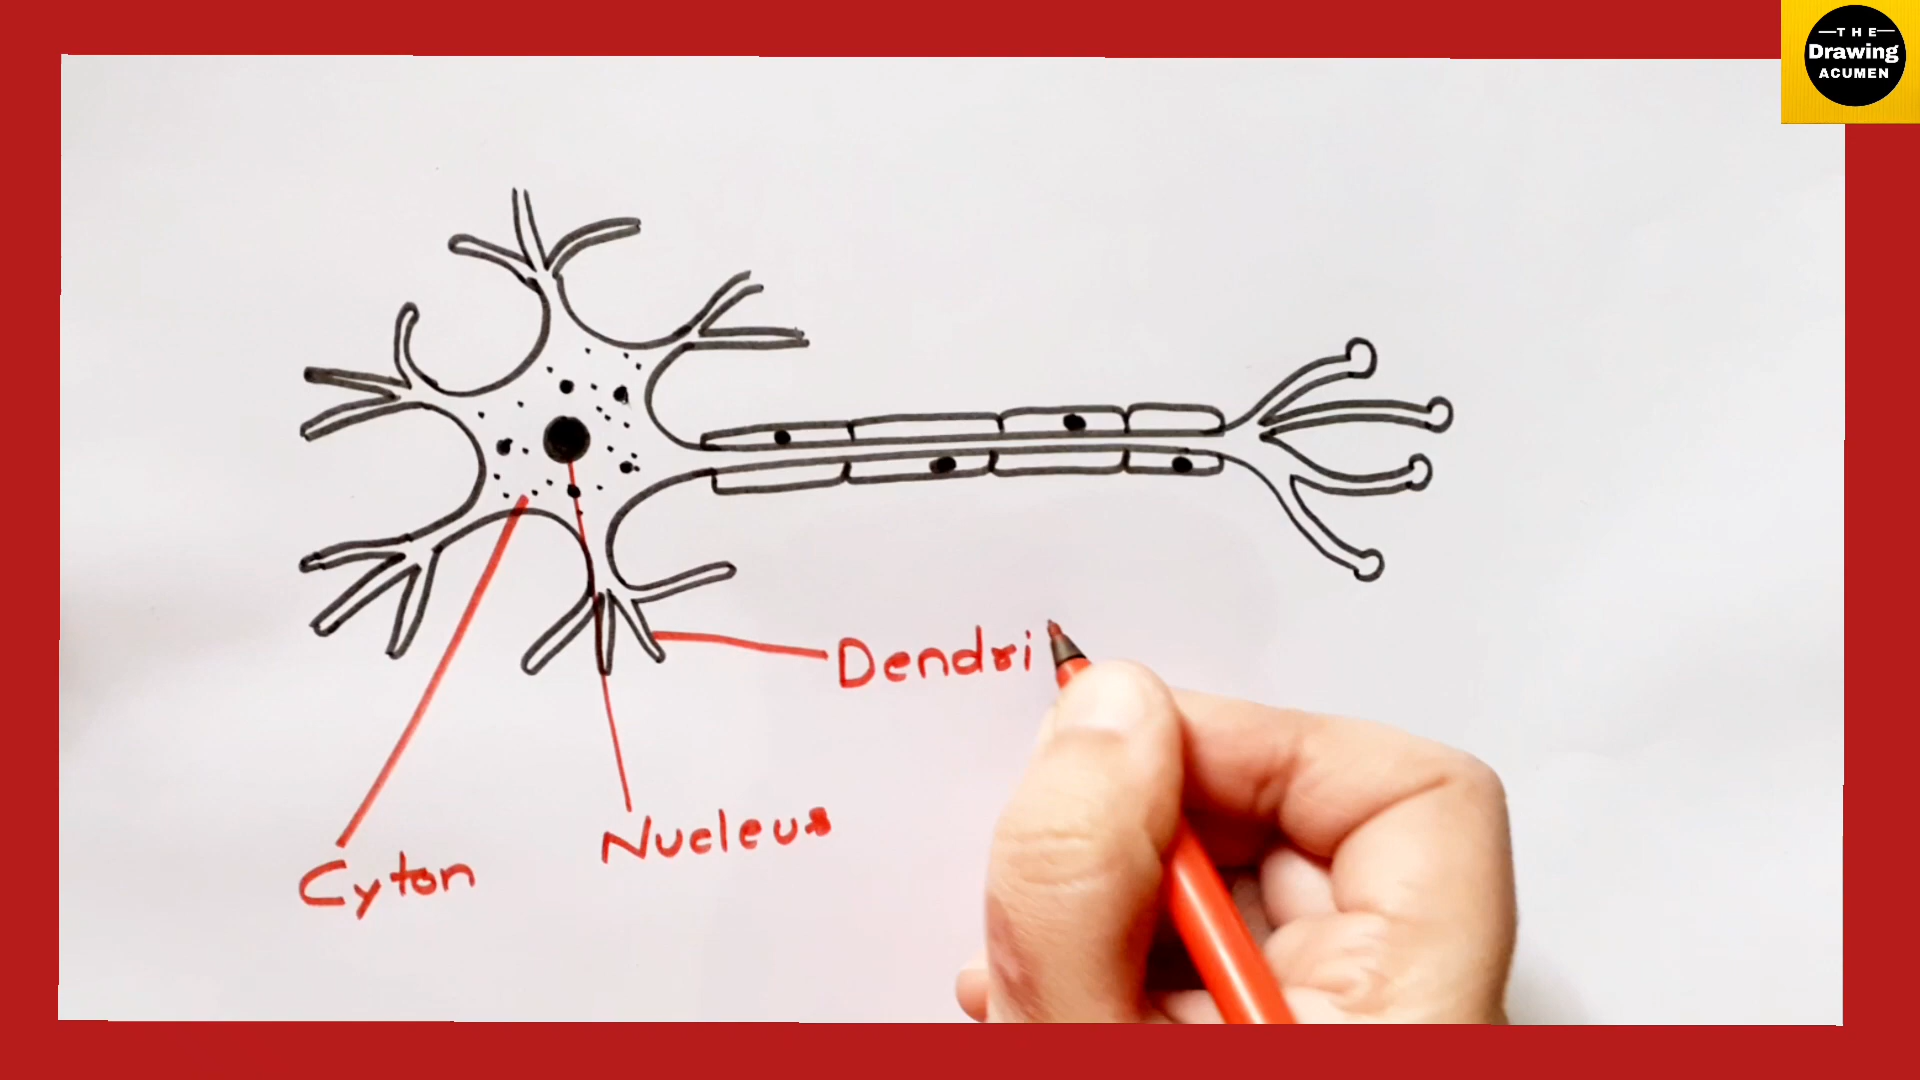 THE
Drawing
ACUMEN
Dendri
Nucleus
Cyton